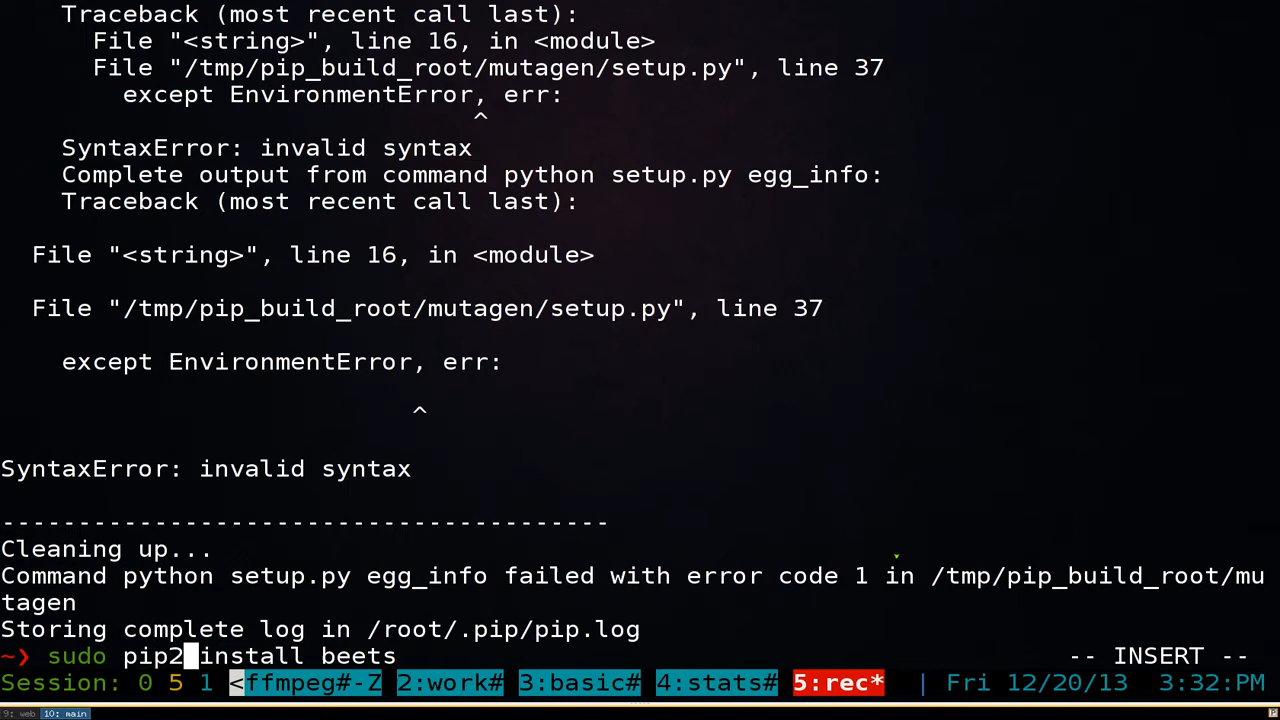 Traceback (most recent call last):
File "<string>", line 16, in <module>
File "/tmp/pip_build_root/mutagen/setup.py", line 37
except EnvironmentError, err:
^
SyntaxError: invalid syntax
Complete output from command python setup.py egg_info:
Traceback (most recent call last):
File "<string>", line 16, in <module>
File "/tmp/pip_build_root/mutagen/setup.py", line 37
except EnvironmentError, err:
^
SyntaxError: invalid syntax
----------------------------------------
Cleaning up...
Command python setup.py egg_info failed with error code 1 in /tmp/pip_build_root/mu
tagen
Storing complete log in /root/.pip/pip.log
~❯ sudo pip2 install beets -- INSERT --
Session: 0 5 1 <ffmpeg#-Z 2:work# 3:basic# 4:stats# 5:rec* | Fri 12/20/13 3:32:PM
9: web 10: main